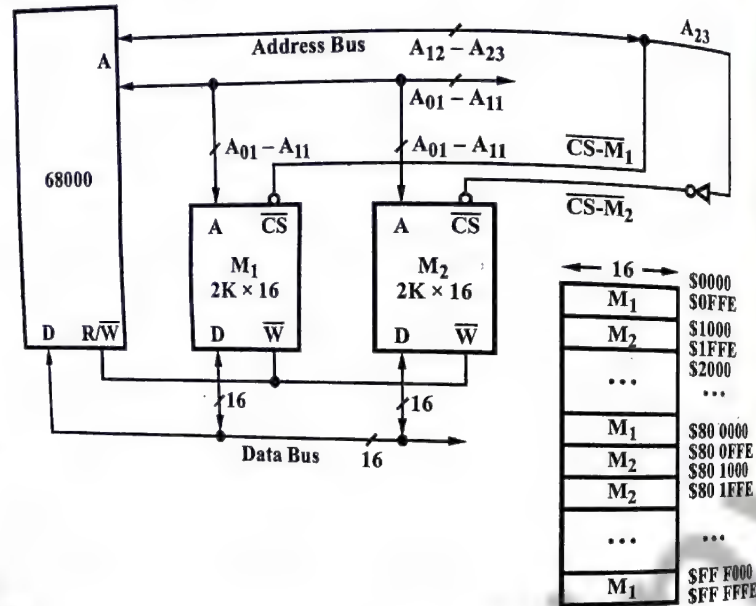 A
Address Bus
A12 – A23
A23
A01 – A11
A01 – A11
A01 – A11
CS-M1
CS-M2
68000
A CS
M1
2K × 16
D W
A CS
M2
2K × 16
D W
D R/W
16
16
Data Bus
16
16
M1
$0000
$0FFE
M2
$1000
$1FFE
...
$2000
...
M1
$80 0000
$80 0FFE
M2
$80 1000
M2
$80 1FFE
...
...
M1
$FF F000
$FF FFFE